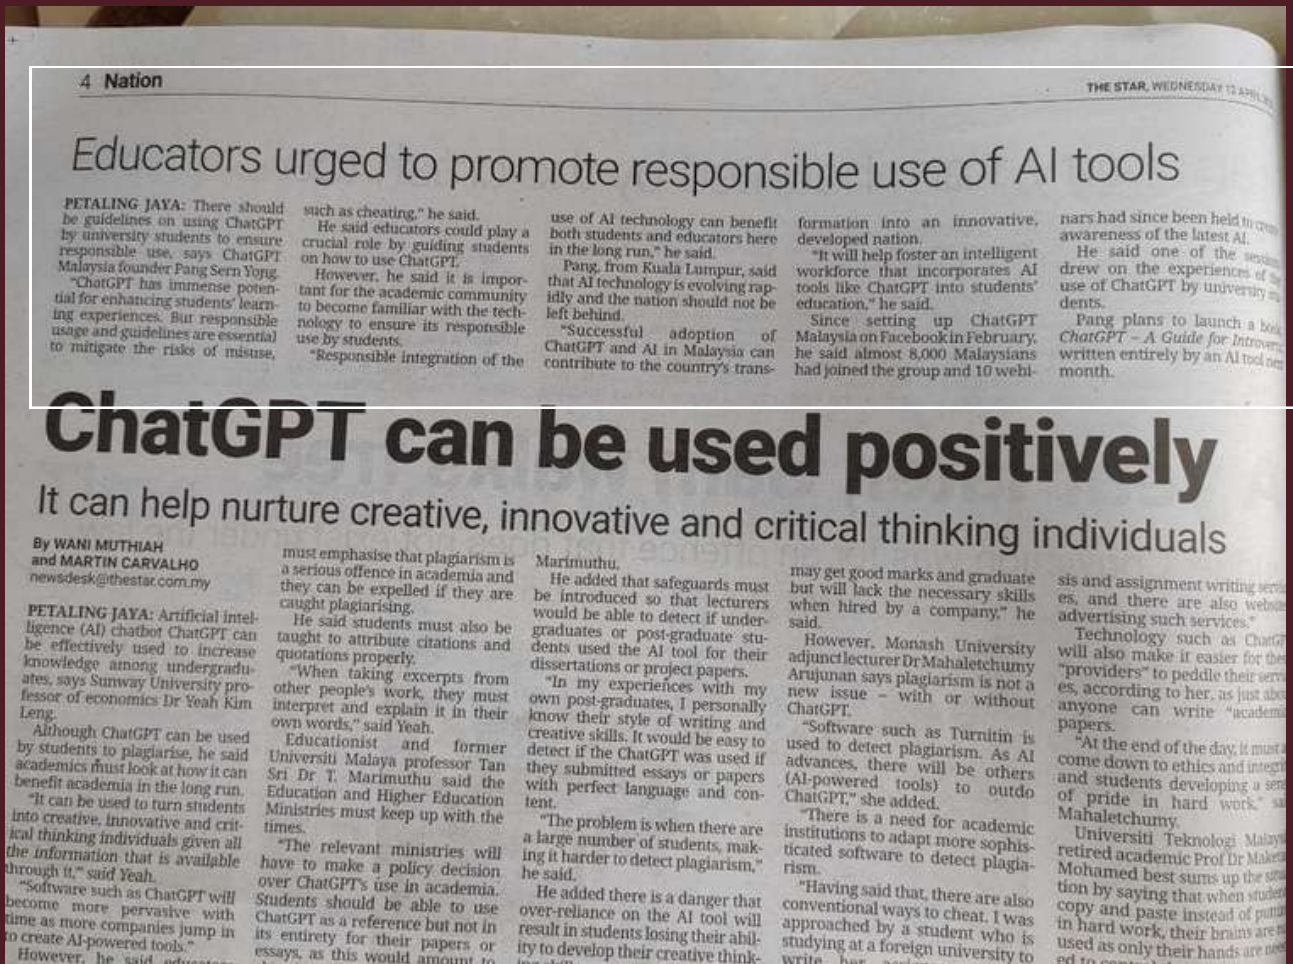 4 Nation
THE STAR, WEDNESDAY 12 APRIL
Educators urged to promote responsible use of AI tools
PETALING JAYA: There should
be guidelines on using ChatGPT
by university students to ensure
responsible use, says ChatGPT
Malaysia founder Pang Sern Yong.
"ChatGPT has immense poten-
tial for enhancing students' learn-
ing experiences. But responsible
usage and guidelines are essential
to mitigate the risks of misuse,
such as cheating," he said.
He said educators could play a
crucial role by guiding students
on how to use ChatGPT.
However, he said it is impor-
tant for the academic community
to become familiar with the tech-
nology to ensure its responsible
use by students.
"Responsible integration of the
use of AI technology can benefit
both students and educators here
in the long run," he said.
Pang, from Kuala Lumpur, said
that AI technology is evolving rap-
idly and the nation should not be
left behind.
"Successful adoption of
ChatGPT and AI in Malaysia can
contribute to the country's trans-
formation into an innovative,
developed nation.
"It will help foster an intelligent
workforce that incorporates AI
tools like ChatGPT into students'
education," he said.
Since setting up ChatGPT
Malaysia on Facebook in February,
he said almost 8,000 Malaysians
had joined the group and 10 webi-
nars had since been held to
awareness of the latest AI.
He said one of the
drew on the experiences of
use of ChatGPT by university
dents.
Pang plans to launch a book
ChatGPT – A Guide for
written entirely by an AI tool
month.
ChatGPT can be used positively
It can help nurture creative, innovative and critical thinking individuals
By WANI MUTHIAH
and MARTIN CARVALHO
newsdesk@thestar.com.my
PETALING JAYA: Artificial intel-
ligence (AI) chatbot ChatGPT can
be effectively used to increase
knowledge among undergradu-
ates, says Sunway University pro-
fessor of economics Dr Yeah Kim
Leng.
Although ChatGPT can be used
by students to plagiarise, he said
academics must look at how it can
benefit academia in the long run.
"It can be used to turn students
into creative, innovative and crit-
ical thinking individuals given all
the information that is available
through it," said Yeah.
"Software such as ChatGPT will
become more pervasive with
time as more companies jump in
to create AI-powered tools."
However, he said
must emphasise that plagiarism is
a serious offence in academia and
they can be expelled if they are
caught plagiarising.
He said students must also be
taught to attribute citations and
quotations properly.
"When taking excerpts from
other people's work, they must
interpret and explain it in their
own words," said Yeah.
Educationist and former
Universiti Malaya professor Tan
Sri Dr T. Marimuthu said the
Education and Higher Education
Ministries must keep up with the
times.
"The relevant ministries will
have to make a policy decision
over ChatGPT's use in academia.
Students should be able to use
ChatGPT as a reference but not in
its entirety for their papers or
essays, as this would amount to
Marimuthu.
He added that safeguards must
be introduced so that lecturers
would be able to detect if under-
graduates or post-graduate stu-
dents used the AI tool for their
dissertations or project papers.
"In my experiences with my
own post-graduates, I personally
know their style of writing and
creative skills. It would be easy to
detect if the ChatGPT was used if
they submitted essays or papers
with perfect language and con-
tent.
"The problem is when there are
a large number of students, mak-
ing it harder to detect plagiarism,"
he said.
He added there is a danger that
over-reliance on the AI tool will
result in students losing their abil-
ity to develop their creative think-
may get good marks and graduate
but will lack the necessary skills
when hired by a company," he
said.
However, Monash University
adjunct lecturer Dr Mahaletchumy
Arujunan says plagiarism is not a
new issue – with or without
ChatGPT.
"Software such as Turnitin is
used to detect plagiarism. As AI
advances, there will be others
(AI-powered tools) to outdo
ChatGPT," she added.
"There is a need for academic
institutions to adapt more sophis-
ticated software to detect plagia-
rism.
"Having said that, there are also
conventional ways to cheat. I was
approached by a student who is
studying at a foreign university to
write her
sis and assignment writing
es, and there are also
advertising such services."
Technology such as
will also make it easier for
"providers" to peddle their
es, according to her, as just
anyone can write
papers.
"At the end of the day, it must
come down to ethics and
and students developing a
of pride in hard work,"
Mahaletchumy.
Universiti Teknologi
retired academic Prof Dr
Mohamed best sums up the
tion by saying that when
copy and paste instead of
in hard work, their brains are
used as only their hands are